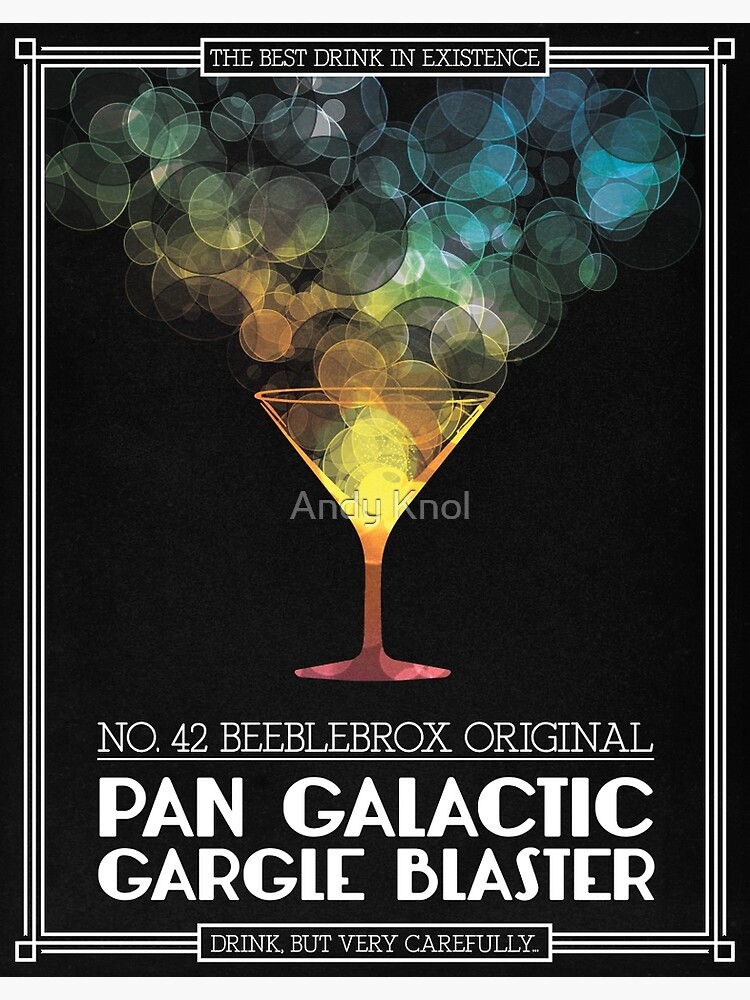 THE BEST DRINK IN EXISTENCE
Andy Knol
NO. 42 BEEBLEBROX ORIGINAL
PAN GALACTIC
GARGLE BLASTER
DRINK, BUT VERY CAREFULLY...